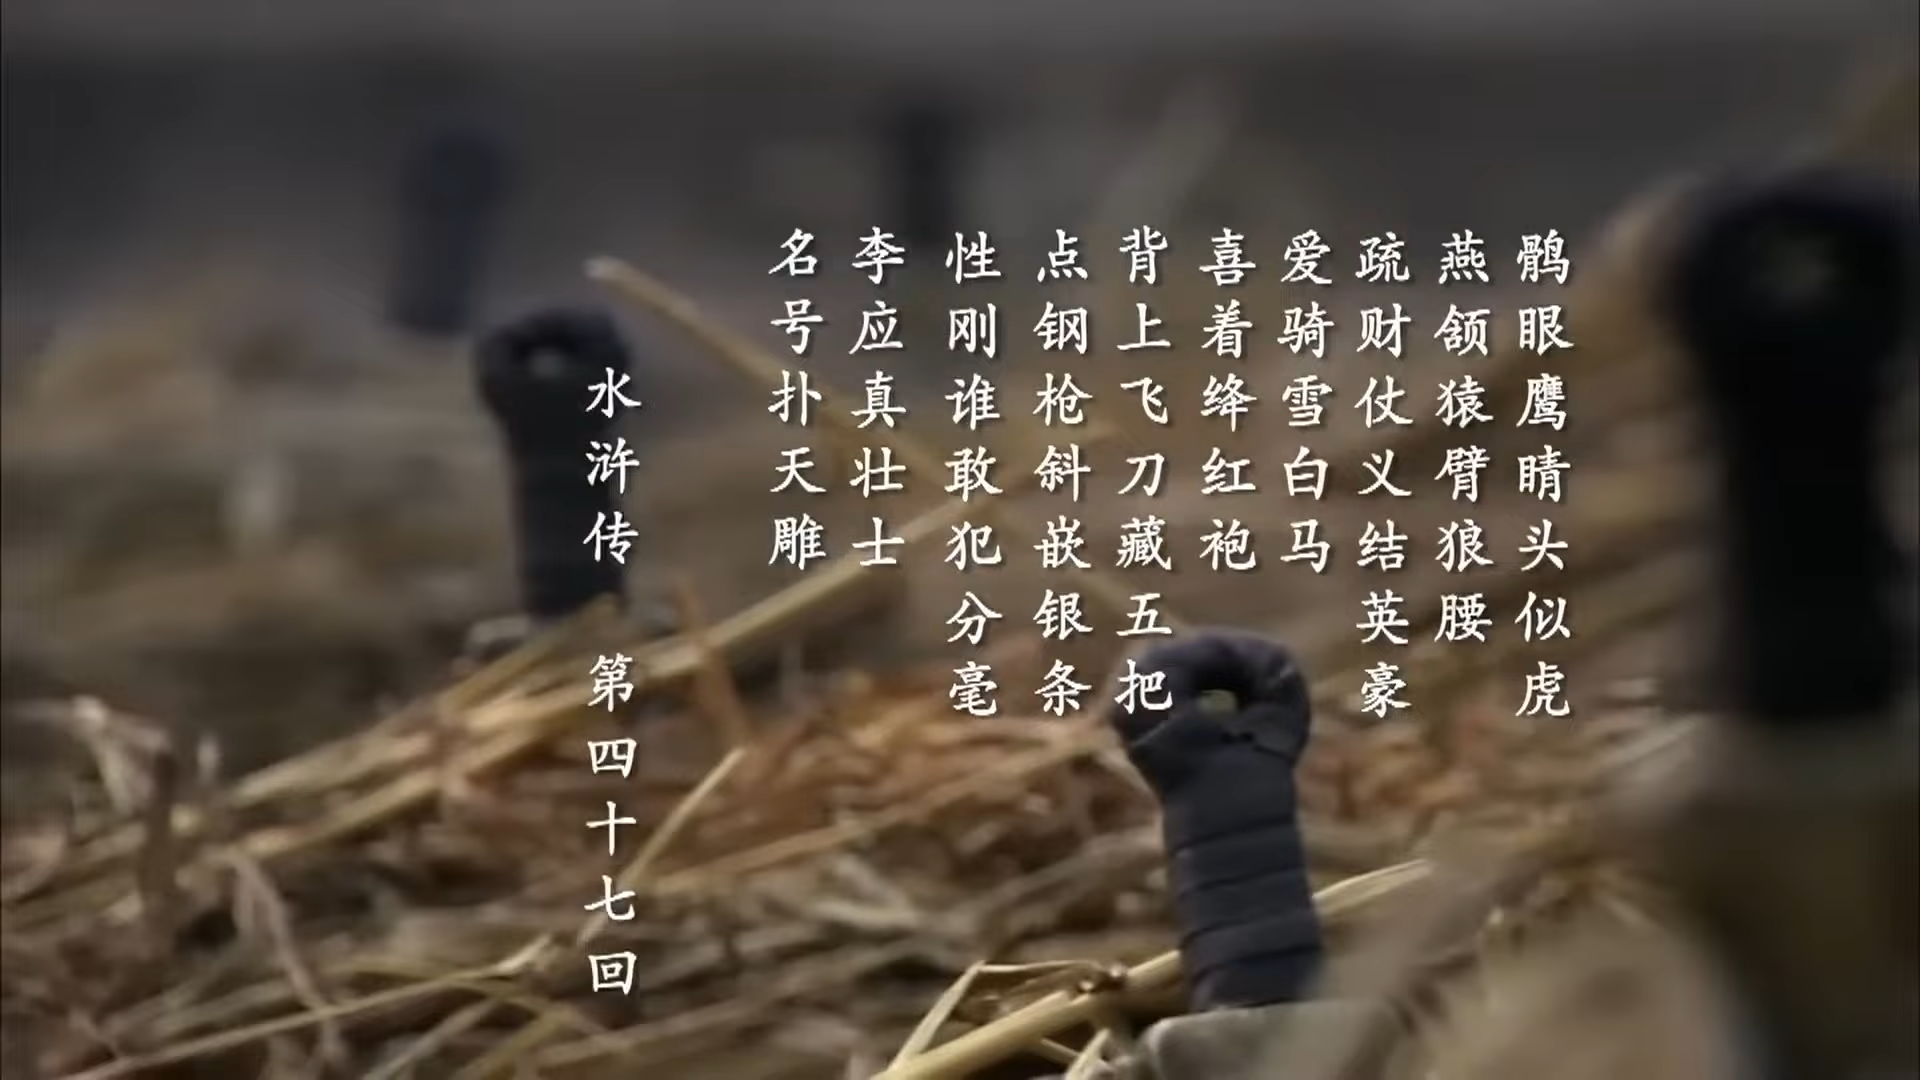 鹘眼鹰睛头似虎
燕颔猿臂狼腰
疏财仗义结英豪
爱骑雪白马
喜着绛红袍
背上飞刀藏五把
点钢枪斜嵌银条
性刚谁敢犯分毫
李应真壮士
名号扑天雕
水浒传 第四十七回